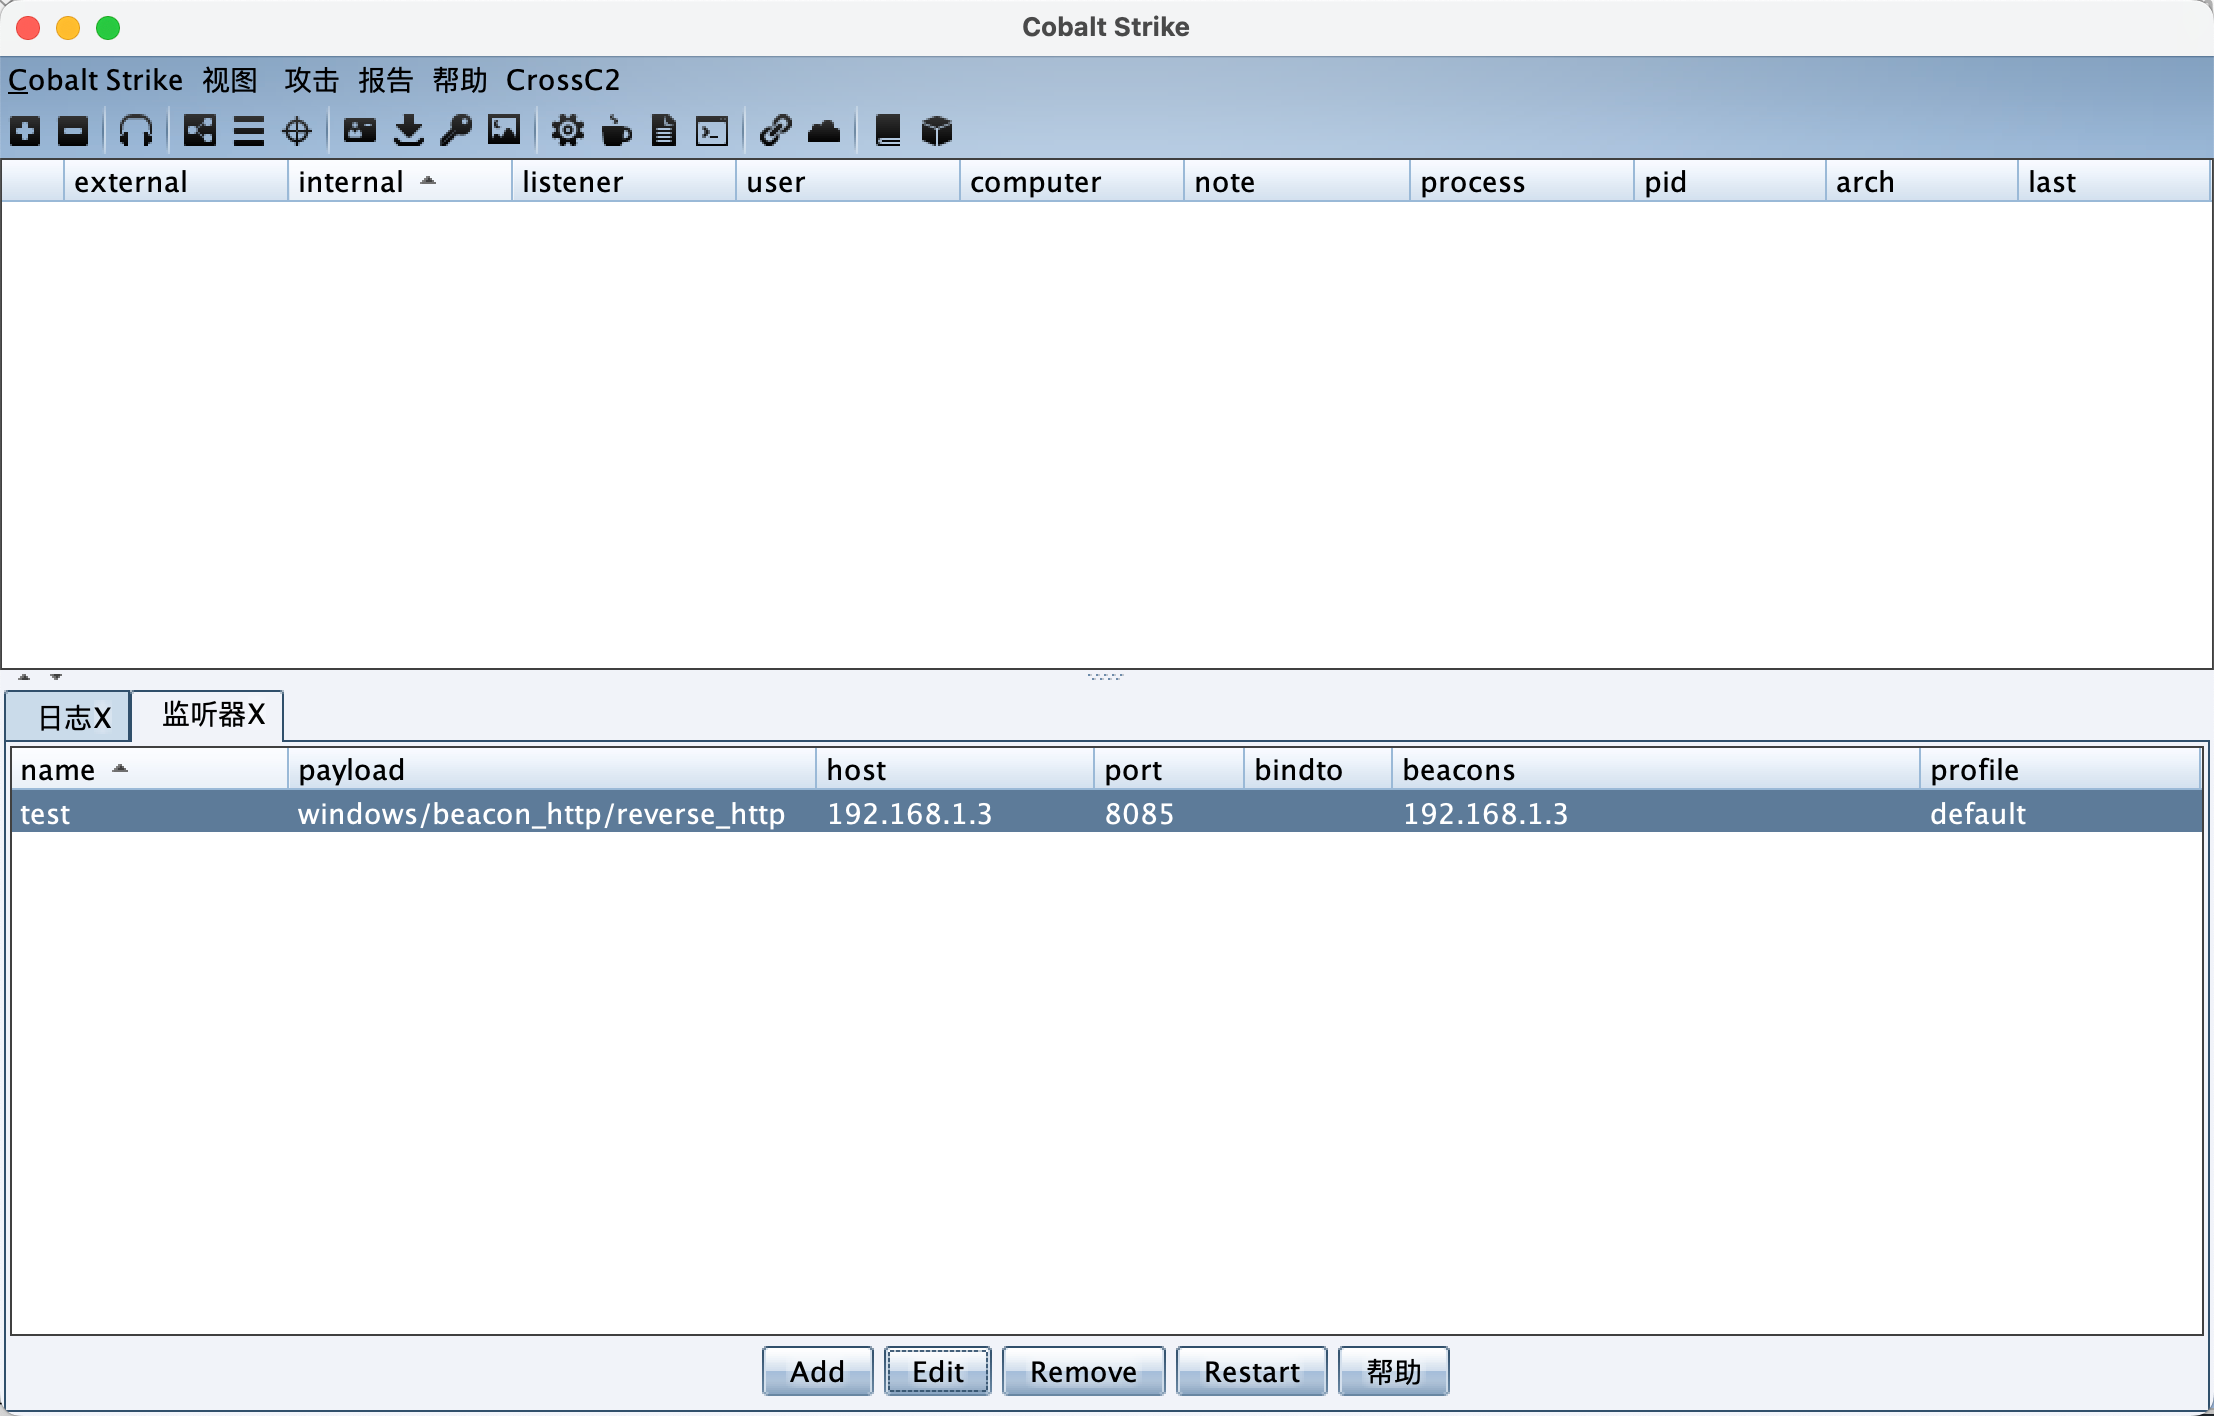 Cobalt Strike
Cobalt Strike 视图 攻击 报告 帮助 CrossC2
external internal listener user computer note process pid arch last
日志X 监听器X
name payload host port bindto beacons profile
test windows/beacon_http/reverse_http 192.168.1.3 8085 192.168.1.3 default
Add Edit Remove Restart 帮助